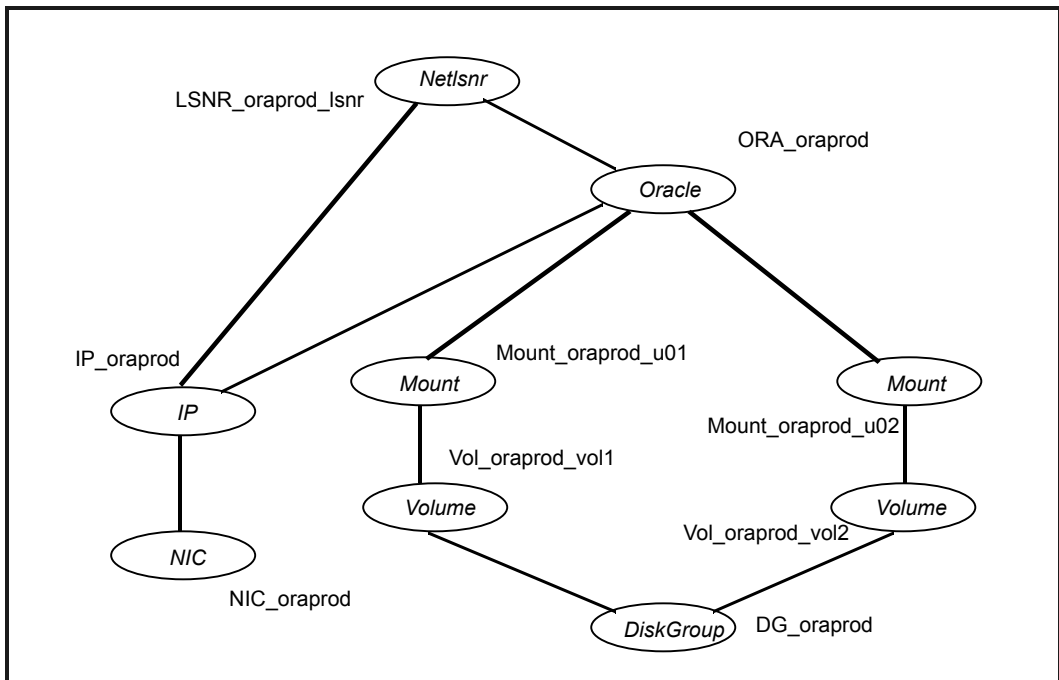 Netlsnr
LSNR_oraprod_lsnr
ORA_oraprod
Oracle
IP_oraprod
Mount_oraprod_u01
Mount
Mount
IP
Mount_oraprod_u02
Vol_oraprod_vol1
Volume
Volume
Vol_oraprod_vol2
NIC
NIC_oraprod
DiskGroup
DG_oraprod